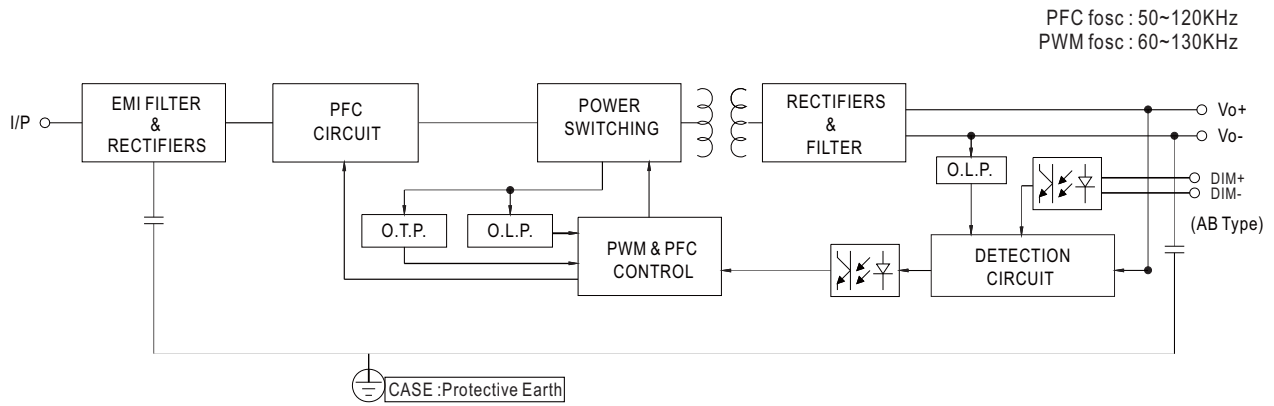 PFC fosc : 50~120KHz
PWM fosc : 60~130KHz
I/P
EMI FILTER
&
RECTIFIERS
PFC
CIRCUIT
POWER
SWITCHING
RECTIFIERS
&
FILTER
Vo+
Vo-
O.L.P.
DIM+
DIM-
(AB Type)
O.T.P.
O.L.P.
PWM & PFC
CONTROL
DETECTION
CIRCUIT
CASE :Protective Earth